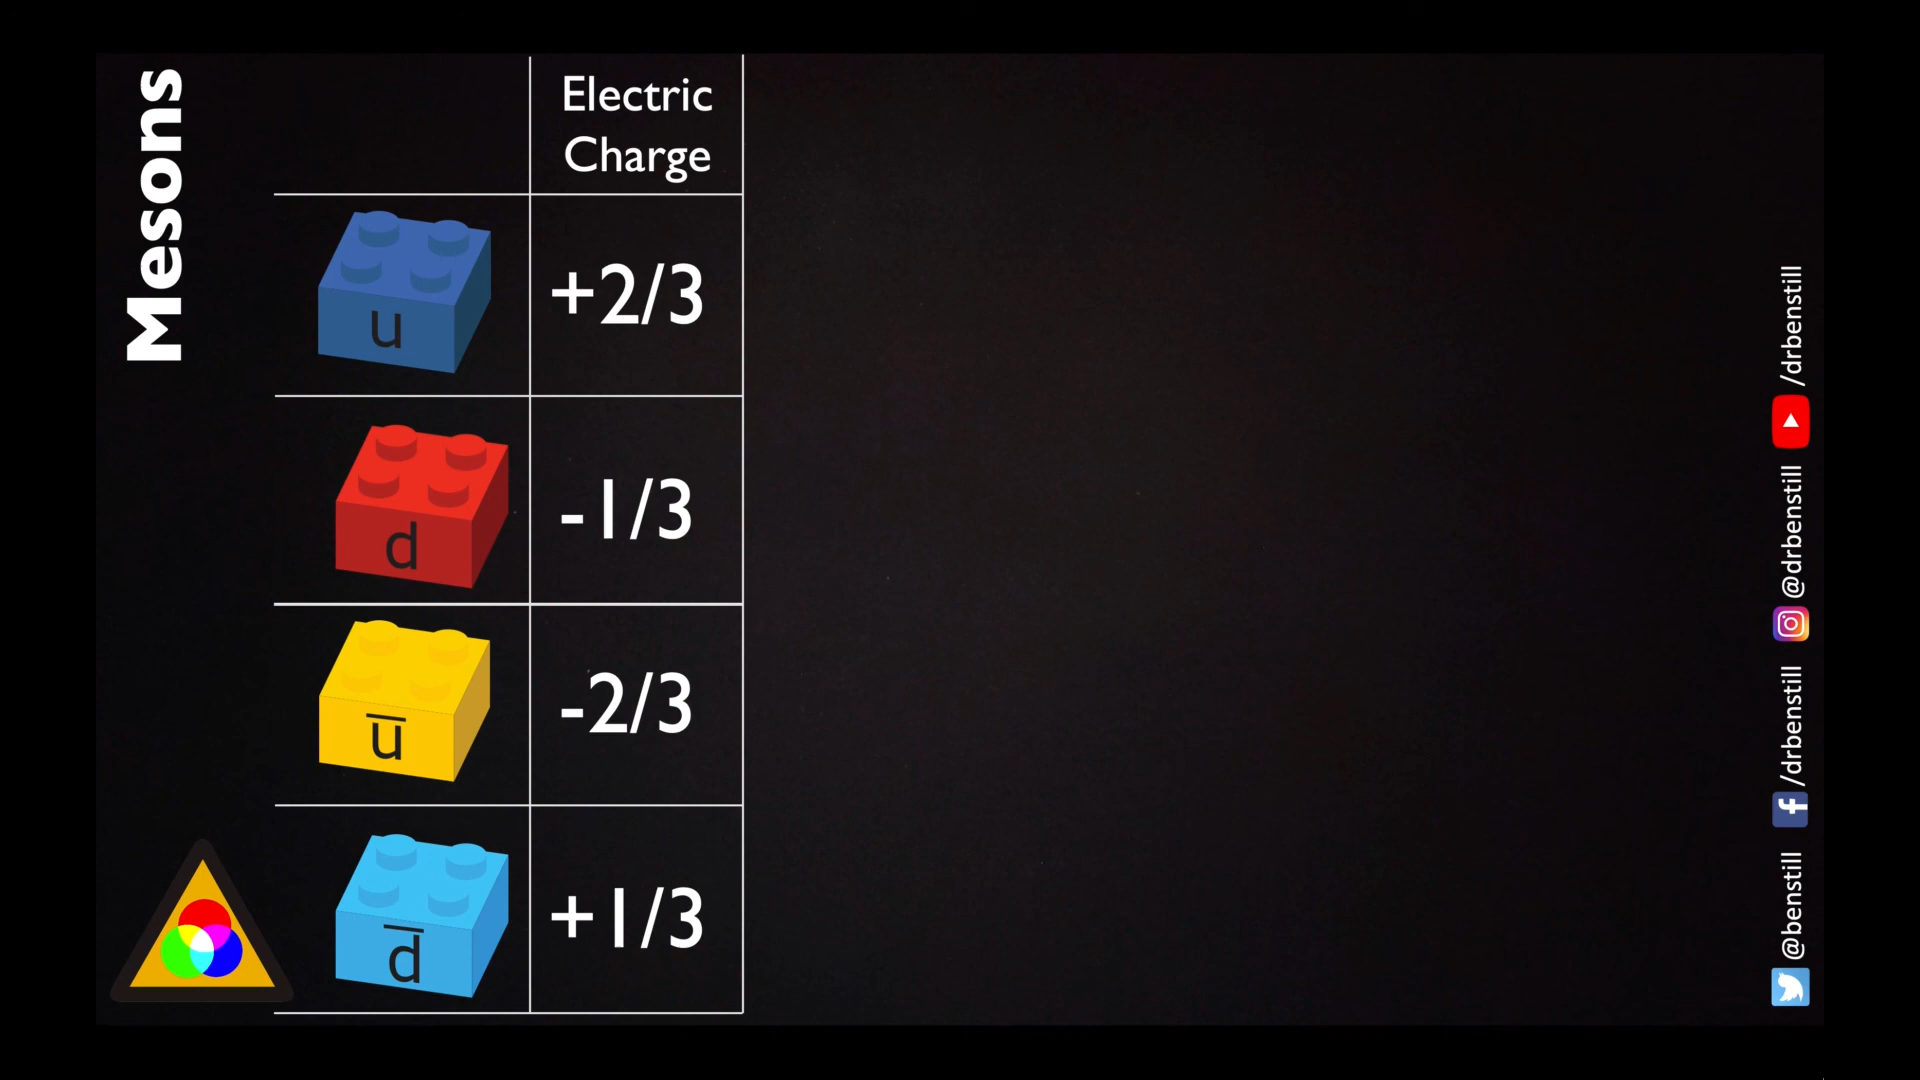 Mesons
Electric
Charge
u
+2/3
d
-1/3
u̅
-2/3
d̅
+1/3
/drbenstill
@drbenstill
/drbenstill
@benstill